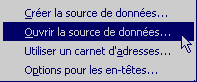 Créer la source de données...
Ouvrir la source de données...
Utiliser un carnet d'adresses...
Options pour les en-têtes...